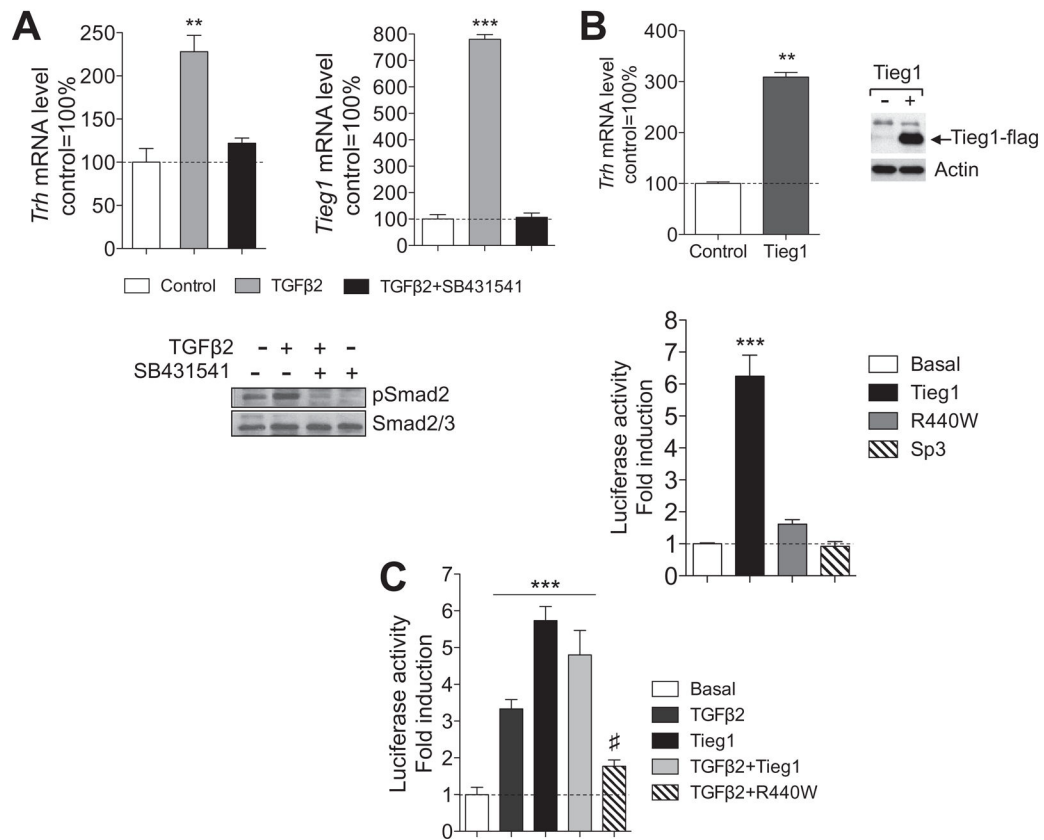 A
Trh mRNA level
control=100%
250
200
150
100
50
0
**
Tieg1 mRNA level
control=100%
800
700
600
500
400
300
200
100
0
***
Control
TGFβ2
TGFβ2+SB431541
TGFβ2 - + + -
SB431541 - - + +
pSmad2
Smad2/3
B
Trh mRNA level
control=100%
400
300
200
100
0
**
Control Tieg1
Tieg1
- +
Tieg1-flag
Actin
Luciferase activity
Fold induction
8
7
6
5
4
3
2
1
0
***
Basal
Tieg1
R440W
Sp3
C
Luciferase activity
Fold induction
7
6
5
4
3
2
1
0
***
♯
Basal
TGFβ2
Tieg1
TGFβ2+Tieg1
TGFβ2+R440W